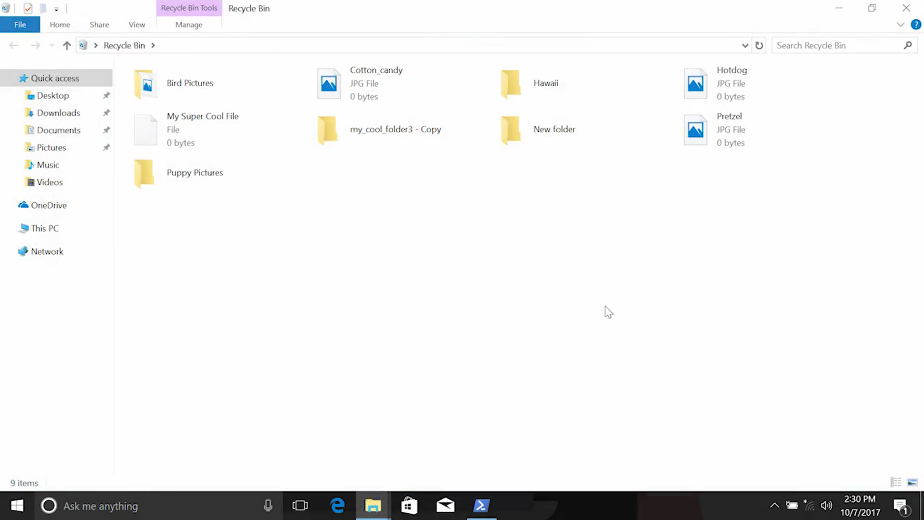 Recycle Bin Tools
Recycle Bin
File
Home
Share
View
Manage
Recycle Bin
Search Recycle Bin
Quick access
Desktop
Downloads
Documents
Pictures
Music
Videos
OneDrive
This PC
Network
Bird Pictures
Cotton_candy
JPG File
0 bytes
Hawaii
Hotdog
JPG File
0 bytes
My Super Cool File
File
0 bytes
my_cool_folder3 - Copy
New folder
Pretzel
JPG File
0 bytes
Puppy Pictures
9 items
Ask me anything
2:30 PM
10/7/2017
1